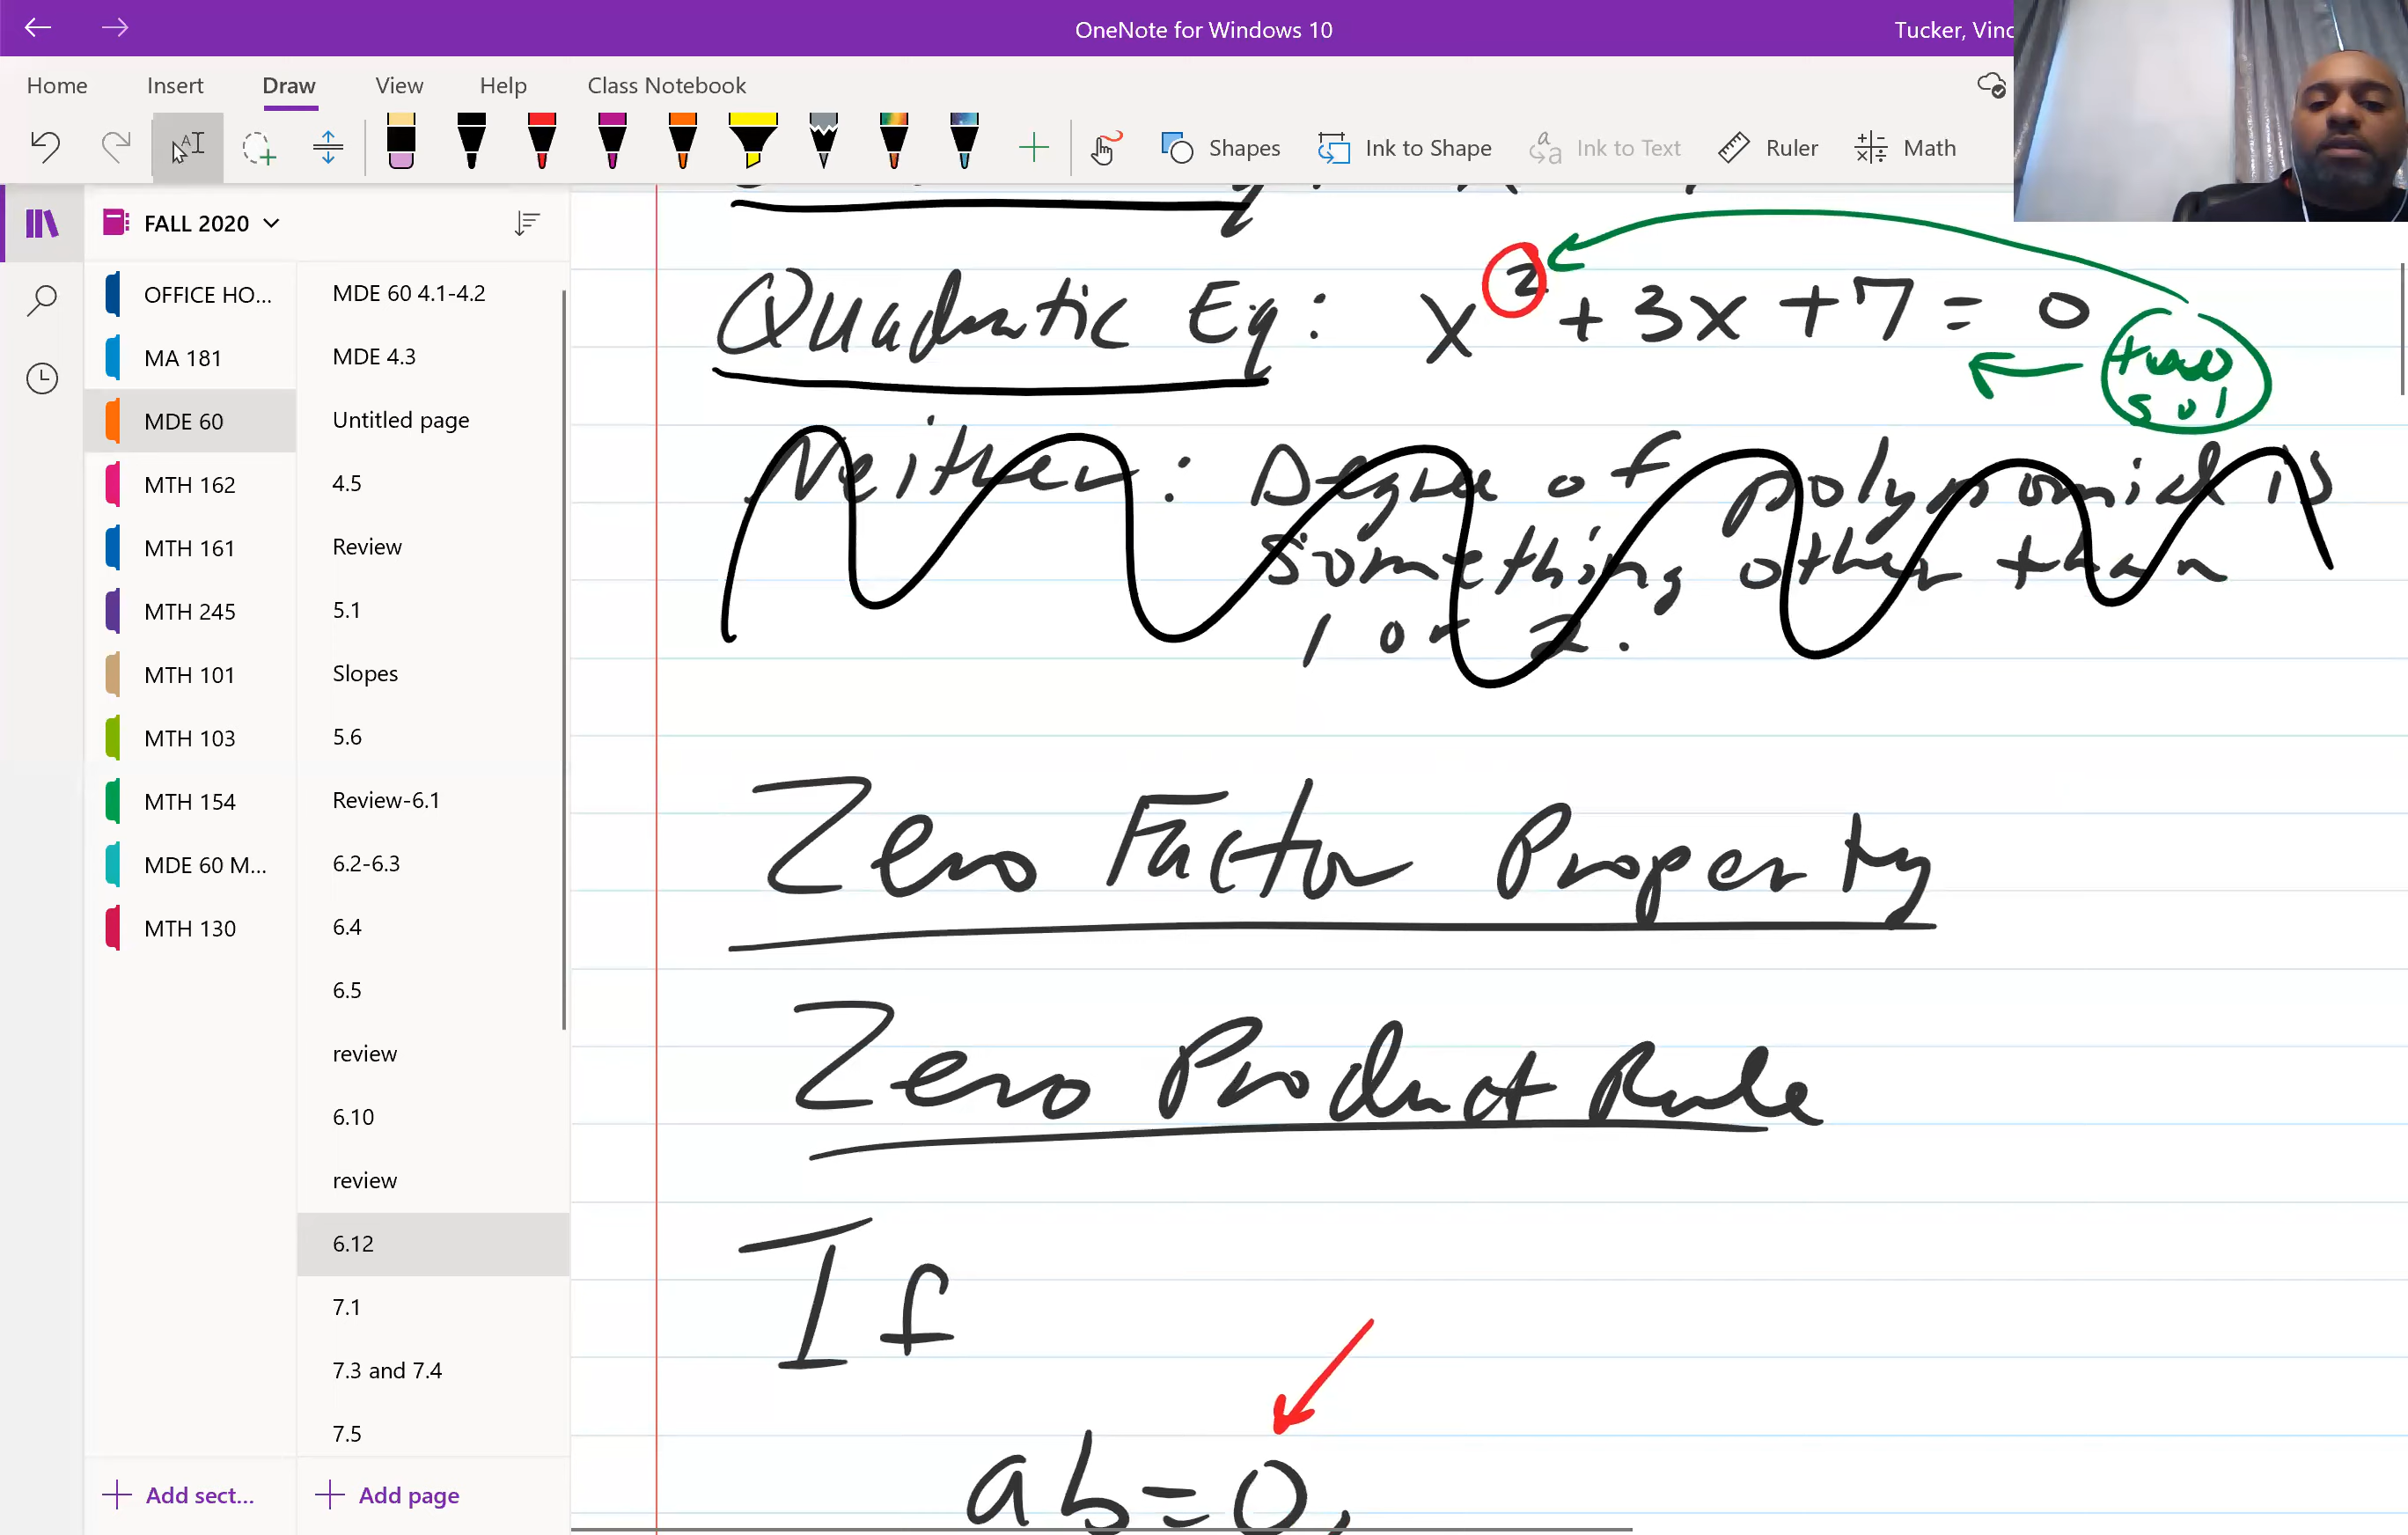 OneNote for Windows 10
Tucker, Vinc
Home Insert Draw View Help Class Notebook
Shapes Ink to Shape Ink to Text Ruler Math
FALL 2020
OFFICE HO...
MA 181
MDE 60
MTH 162
MTH 161
MTH 245
MTH 101
MTH 103
MTH 154
MDE 60 M...
MTH 130
Add sect...
MDE 60 4.1-4.2
MDE 4.3
Untitled page
4.5
Review
5.1
Slopes
5.6
Review-6.1
6.2-6.3
6.4
6.5
review
6.10
review
6.12
7.1
7.3 and 7.4
7.5
Add page
Quadratic Eq: x² + 3x + 7 = 0
two
sol
Neither: Degree of polynomial is
something other than
1 or 2.
Zero Factor Property
Zero Product Rule
If
ab = 0,